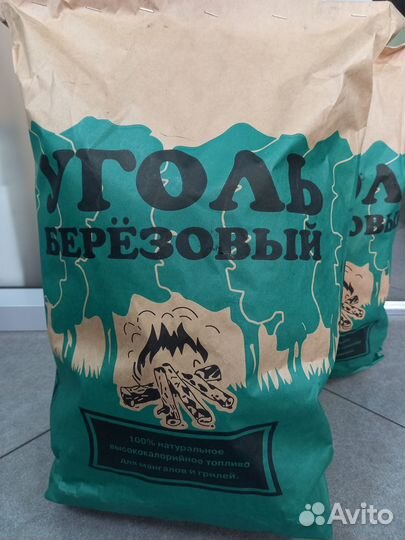 УГОЛЬ
БЕРЁЗОВЫЙ
100% натуральное
высококалорийное топливо
для мангалов и грилей.
Avito